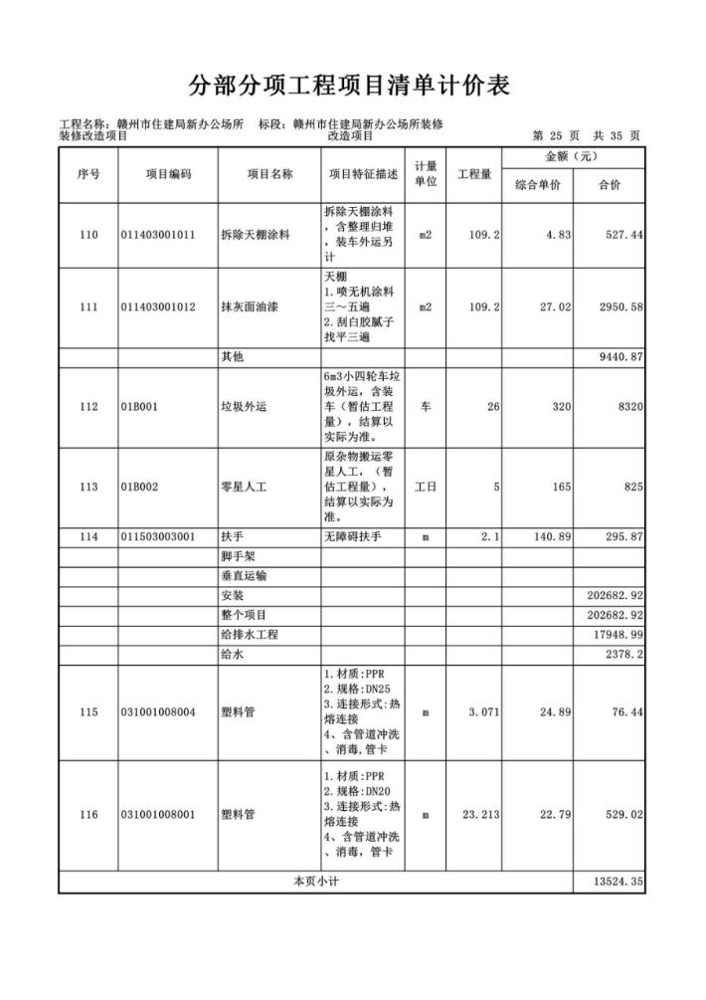 分部分项工程项目清单计价表
工程名称：赣州市住建局新办公场所 标段：赣州市住建局新办公场所装修
装修改造项目 改造项目 第 25 页 共 35 页
序号 项目编码 项目名称 项目特征描述 计量单位 工程量 金额（元）
综合单价 合价
110 011403001011 拆除天棚涂料 拆除天棚涂料
，含整理归堆
，装车外运另
计 m2 109.2 4.83 527.44
111 011403001012 抹灰面油漆 天棚
1.喷无机涂料
三～五遍
2.刮白胶腻子
找平三遍 m2 109.2 27.02 2950.58
其他 9440.87
112 01B001 垃圾外运 6m3小四轮车垃
圾外运，含装
车（暂估工程
量），结算以
实际为准。 车 26 320 8320
113 01B002 零星人工 原杂物搬运零
星人工，（暂
估工程量），
结算以实际为
准。 工日 5 165 825
114 011503003001 扶手 无障碍扶手 m 2.1 140.89 295.87
脚手架
垂直运输
安装 202682.92
整个项目 202682.92
给排水工程 17948.99
给水 2378.2
115 031001008004 塑料管 1.材质:PPR
2.规格:DN25
3.连接形式:热
熔连接
4、含管道冲洗
、消毒,管卡 m 3.071 24.89 76.44
116 031001008001 塑料管 1.材质:PPR
2.规格:DN20
3.连接形式:热
熔连接
4、含管道冲洗
、消毒，管卡 m 23.213 22.79 529.02
本页小计 13524.35